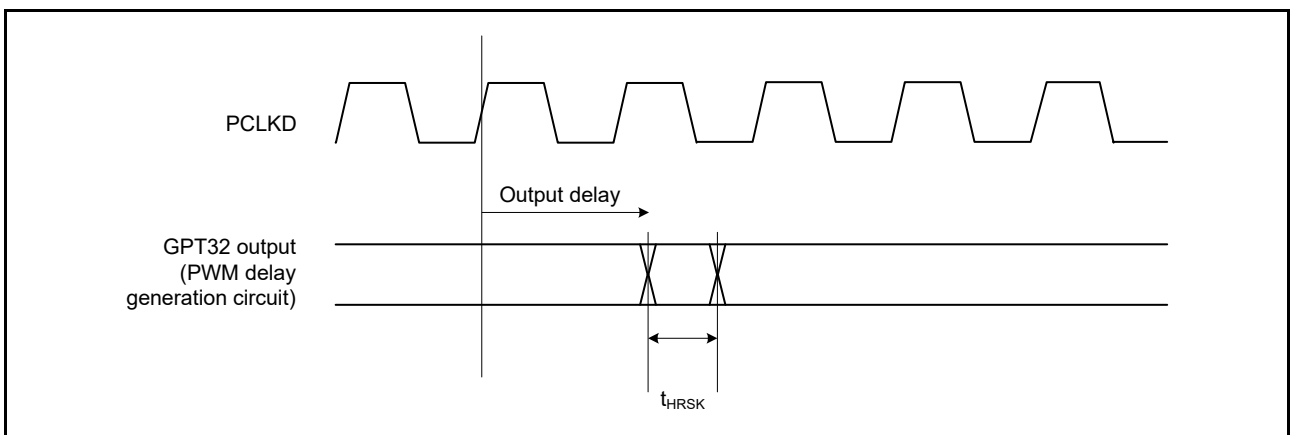 PCLKD
Output delay
GPT32 output
(PWM delay
generation circuit)
tHRSK